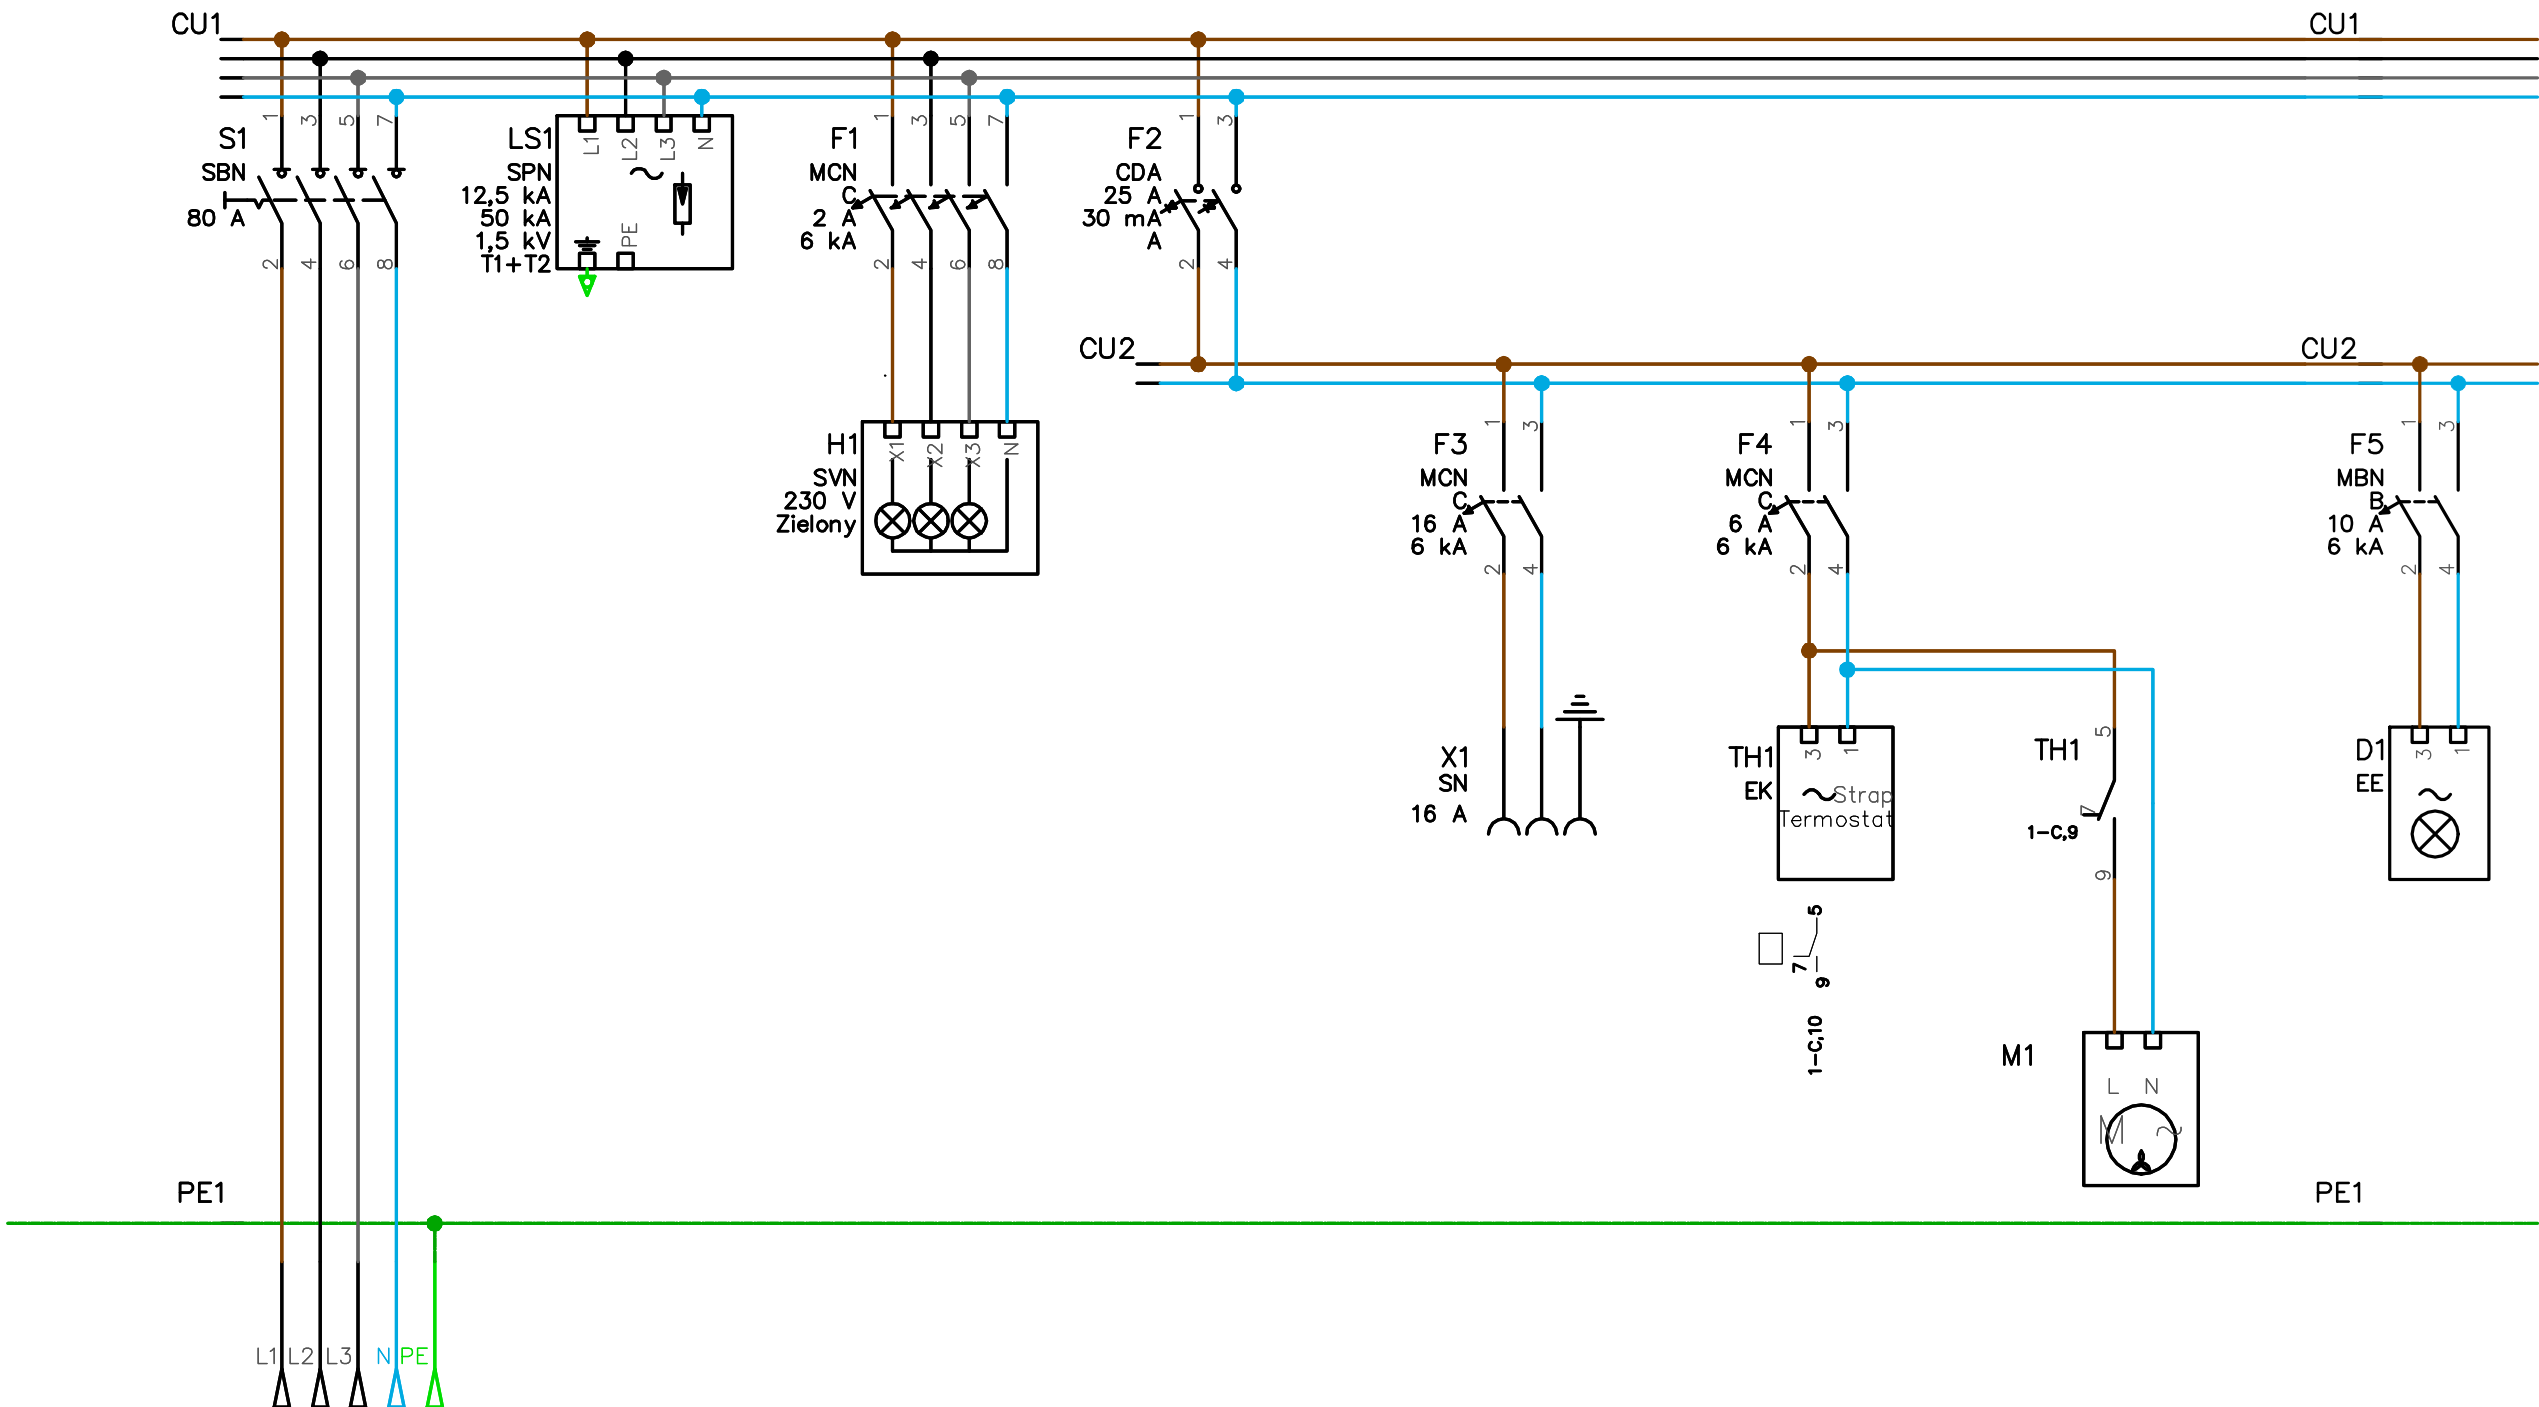 CU1
CU1
1
3
5
7
S1
SBN
80 A
2
4
6
8
LS1
SPN
12,5 kA
50 kA
1,5 kV
T1+T2
L1
L2
L3
N
PE
1
3
5
7
F1
MCN
C
2 A
6 kA
2
4
6
8
1
3
F2
CDA
25 A
30 mA
A
2
4
CU2
CU2
H1
SVN
230 V
Zielony
X1
X2
X3
N
1
3
F3
MCN
C
16 A
6 kA
2
4
1
3
F4
MCN
C
6 A
6 kA
2
4
1
3
F5
MBN
B
10 A
6 kA
2
4
X1
SN
16 A
TH1
EK
3
1
Strap
Termostat
TH1
1-C,9
5
7
9
D1
EE
3
1
5
7
9
1-C,10
M1
L N
M
PE1
PE1
L1
L2
L3
N
PE